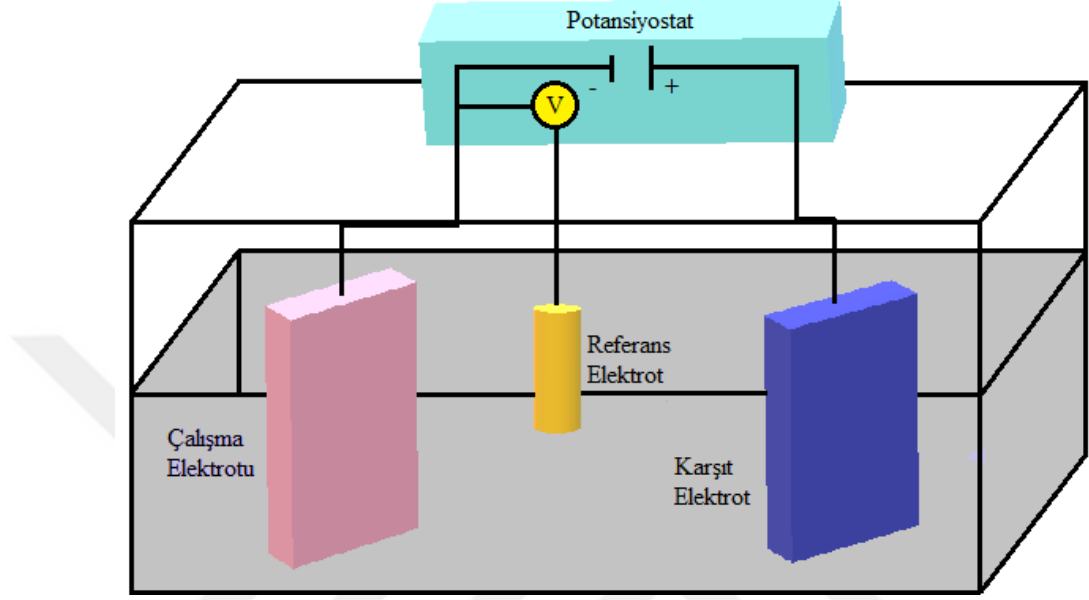 Potansiyostat
V
- +
Referans
Elektrot
Çalışma
Elektrotu
Karşıt
Elektrot